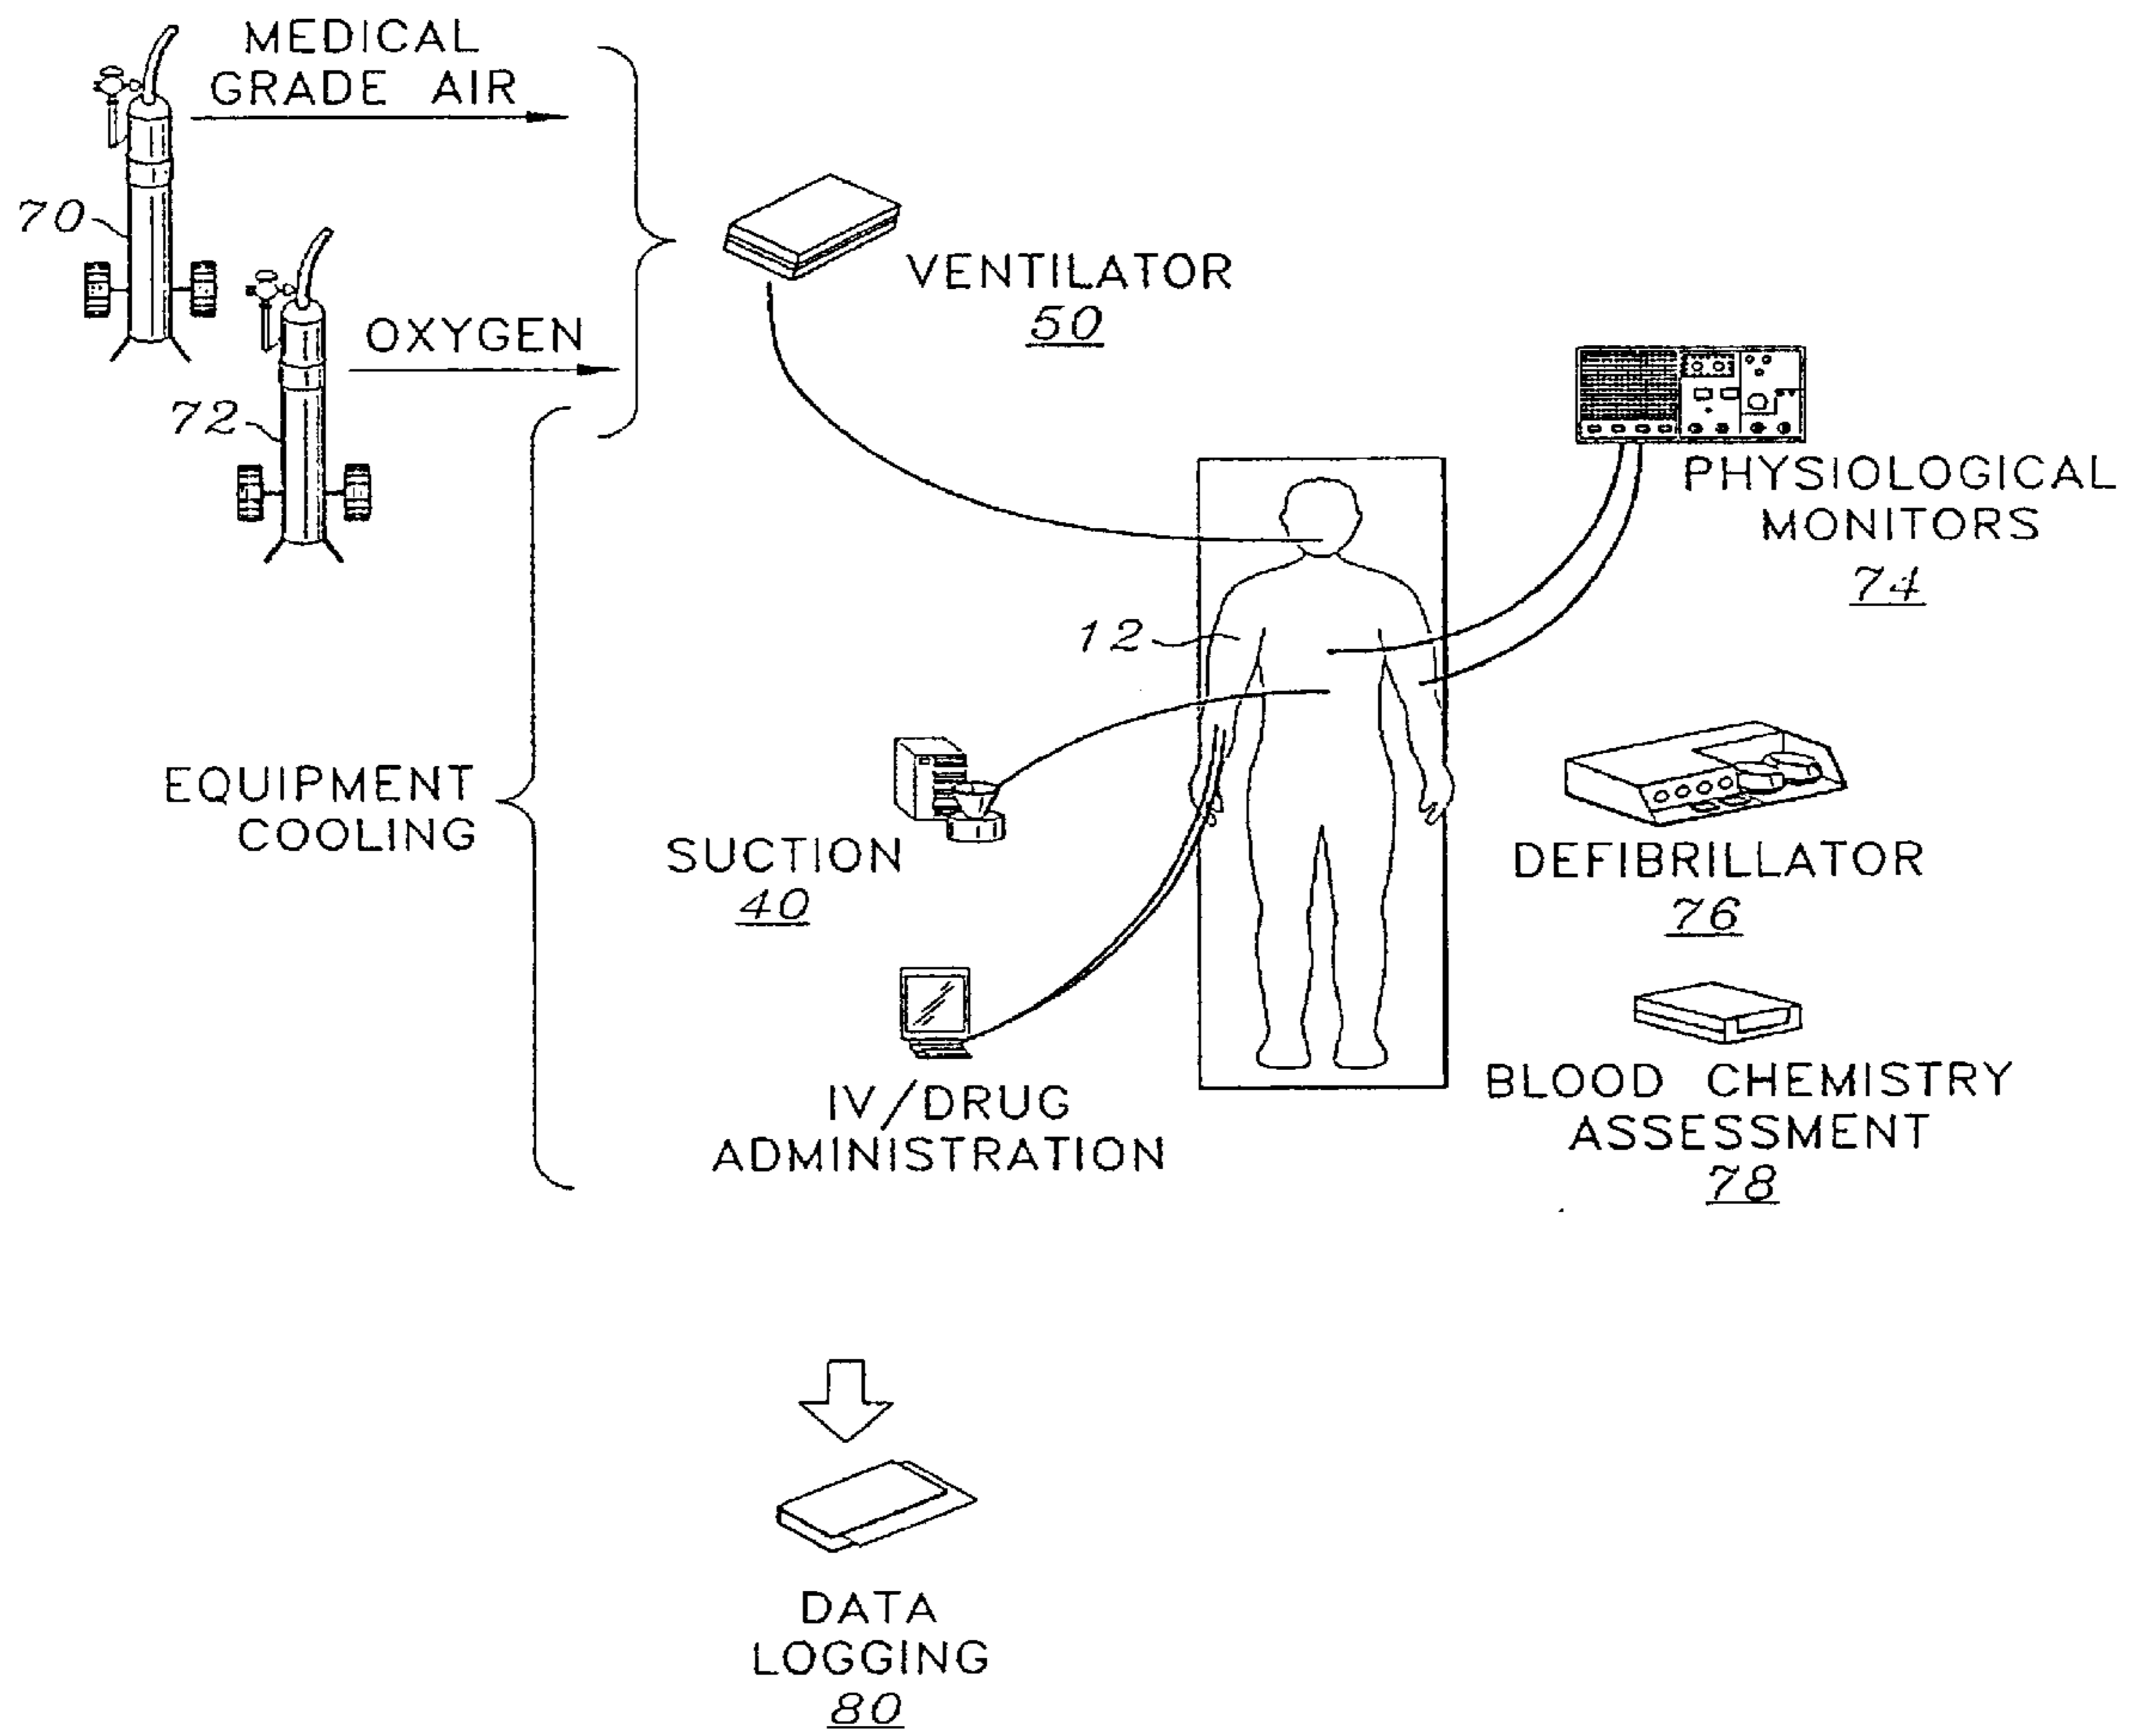 MEDICAL
GRADE AIR
70
OXYGEN
72
VENTILATOR
50
PHYSIOLOGICAL
MONITORS
74
12
EQUIPMENT
COOLING
SUCTION
40
DEFIBRILLATOR
76
IV/DRUG
ADMINISTRATION
BLOOD CHEMISTRY
ASSESSMENT
78
DATA
LOGGING
80